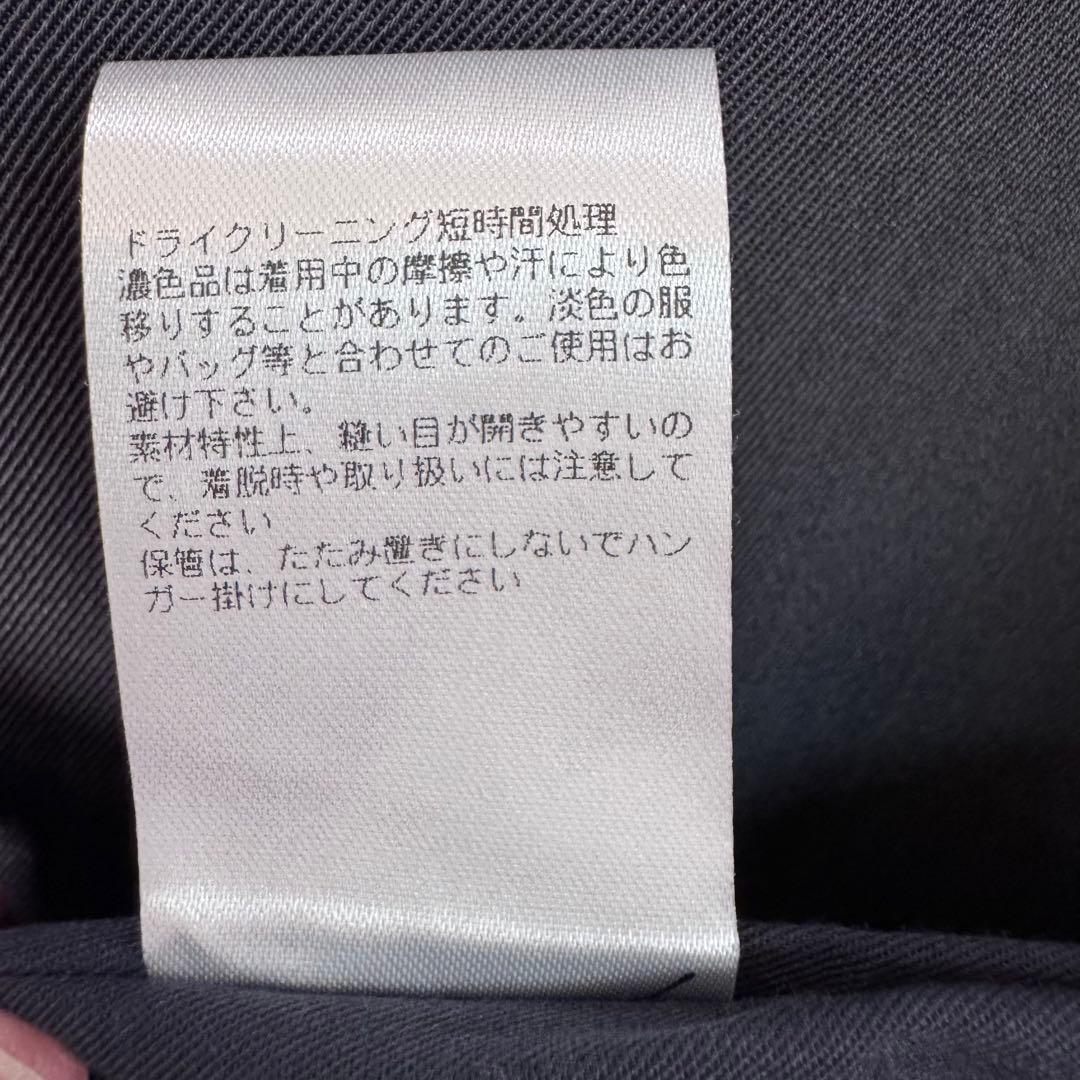 ドライクリーニング短時間処理
濃色品は着用中の摩擦や汗により色
移りすることがあります。淡色の服
やバッグ等と合わせてのご使用はお
避け下さい。
素材特性上、縫い目が開きやすいの
で、着脱時や取り扱いには注意して
ください
保管は、たたみ置きにしないでハン
ガー掛けにしてください